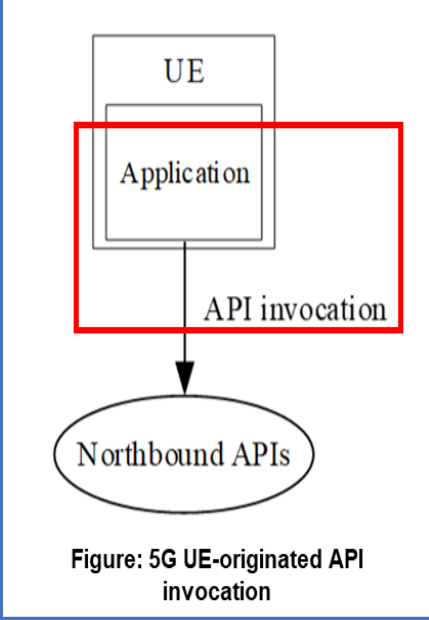 UE
Application
API invocation
Northbound APIs
Figure: 5G UE-originated API
invocation